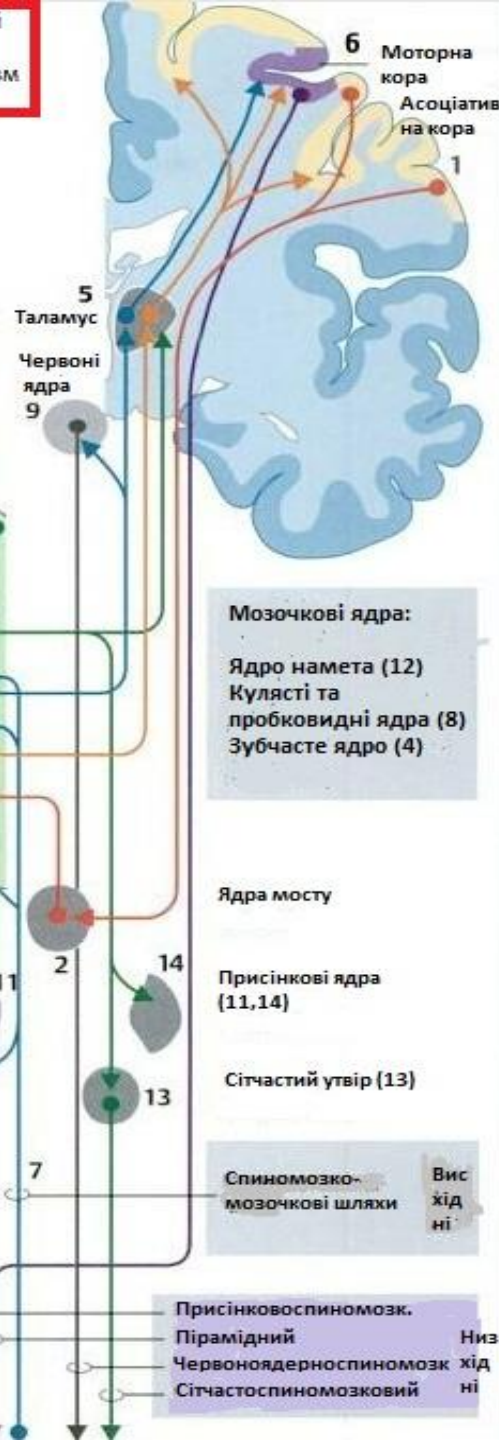 зм
6
Моторна
кора
Асоціатив
на кора
1
5
Таламус
Червоні
ядра
9
Мозочкові ядра:
Ядро намета (12)
Кулясті та
пробковидні ядра (8)
Зубчасте ядро (4)
Ядра мосту
2
14
11
Присінкові ядра
(11,14)
Сітчастий утвір (13)
13
7
Спиномозко-
мозочкові шляхи
Вис
хід
ні
Присінковоспиномозк.
Пірамідний
Червоноядерноспиномозк
Сітчастоспиномозковий
Низ
хід
ні